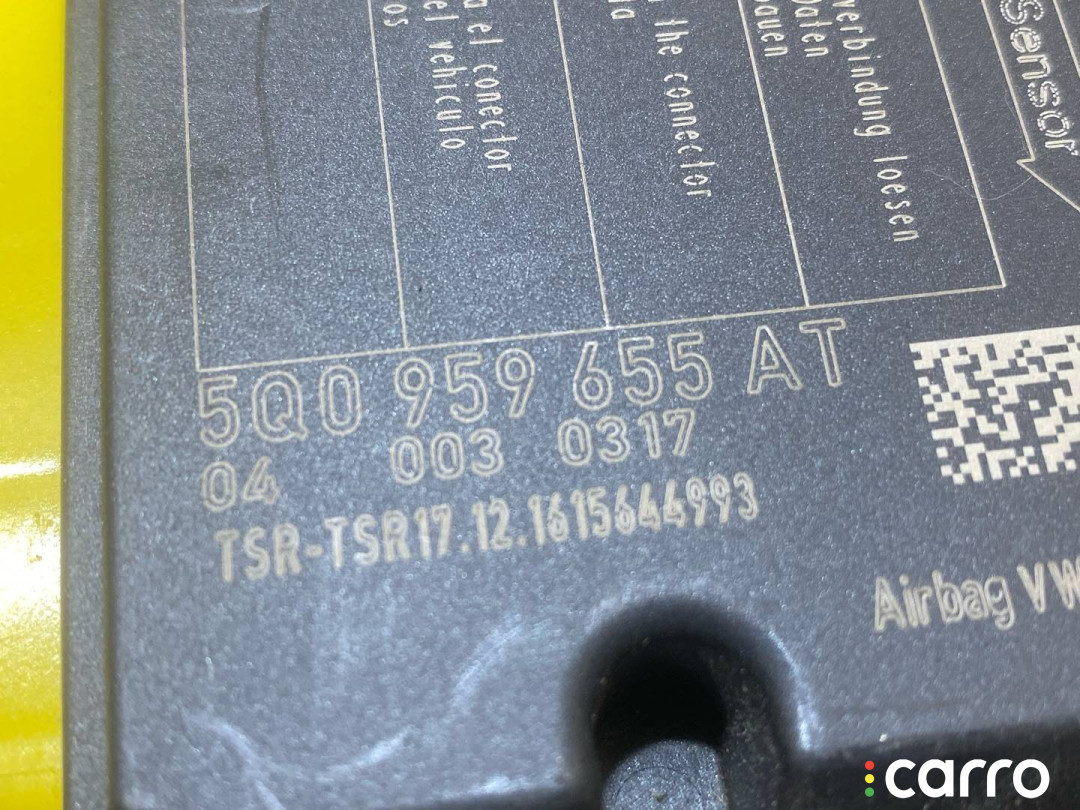 el conector
el vehiculo
os
the connector
verbindung loesen
Daten
bauen
Sensor
5Q0 959 655 AT
04 003 0317
TSR-TSR17.12.1615644993
Airbag VW
carro